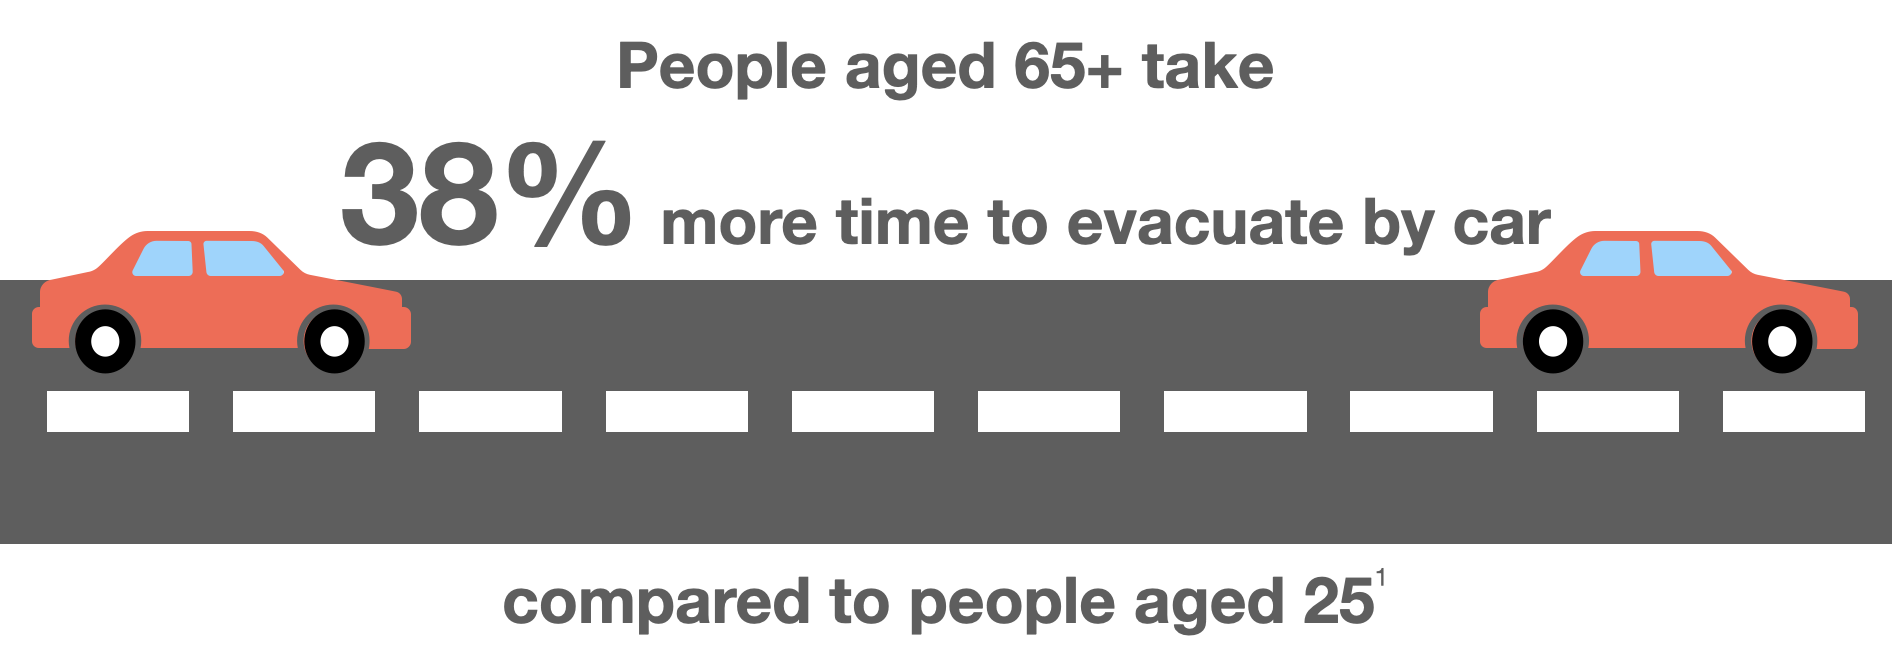 People aged 65+ take
38% more time to evacuate by car
compared to people aged 25¹